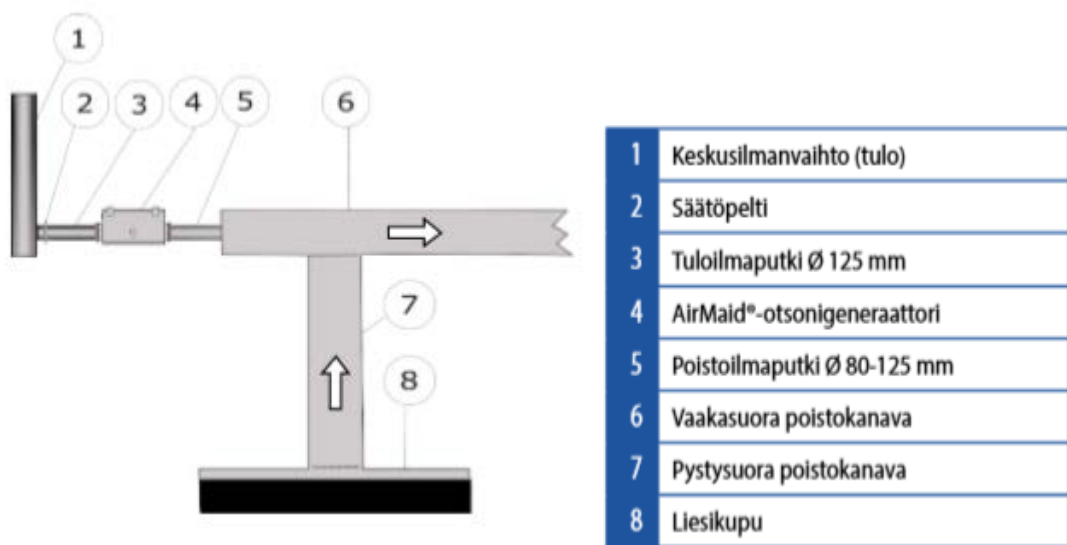 1
2
3
4
5
6
7
8
1 Keskusilmanvaihto (tulo)
2 Säätöpelti
3 Tuloilmaputki Ø 125 mm
4 AirMaid®-otsonigeneraattori
5 Poistoilmaputki Ø 80-125 mm
6 Vaakasuora poistokanava
7 Pystysuora poistokanava
8 Liesikupu